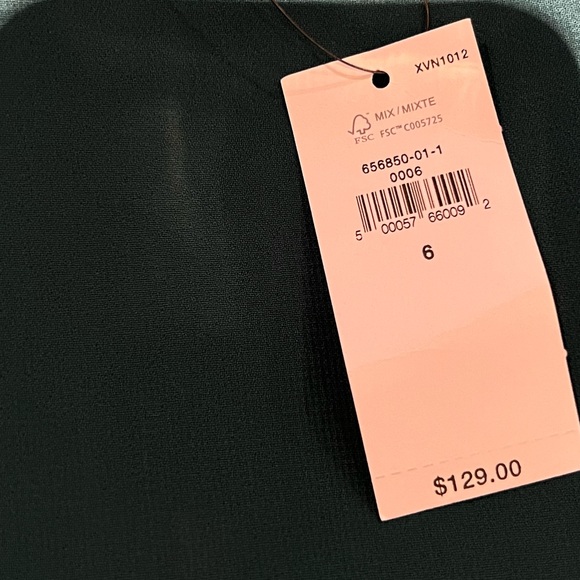 XVN1012
MIX / MIXTE
FSC FSC™ C005725
656850-01-1
0006
5 00057 66009 2
6
$129.00